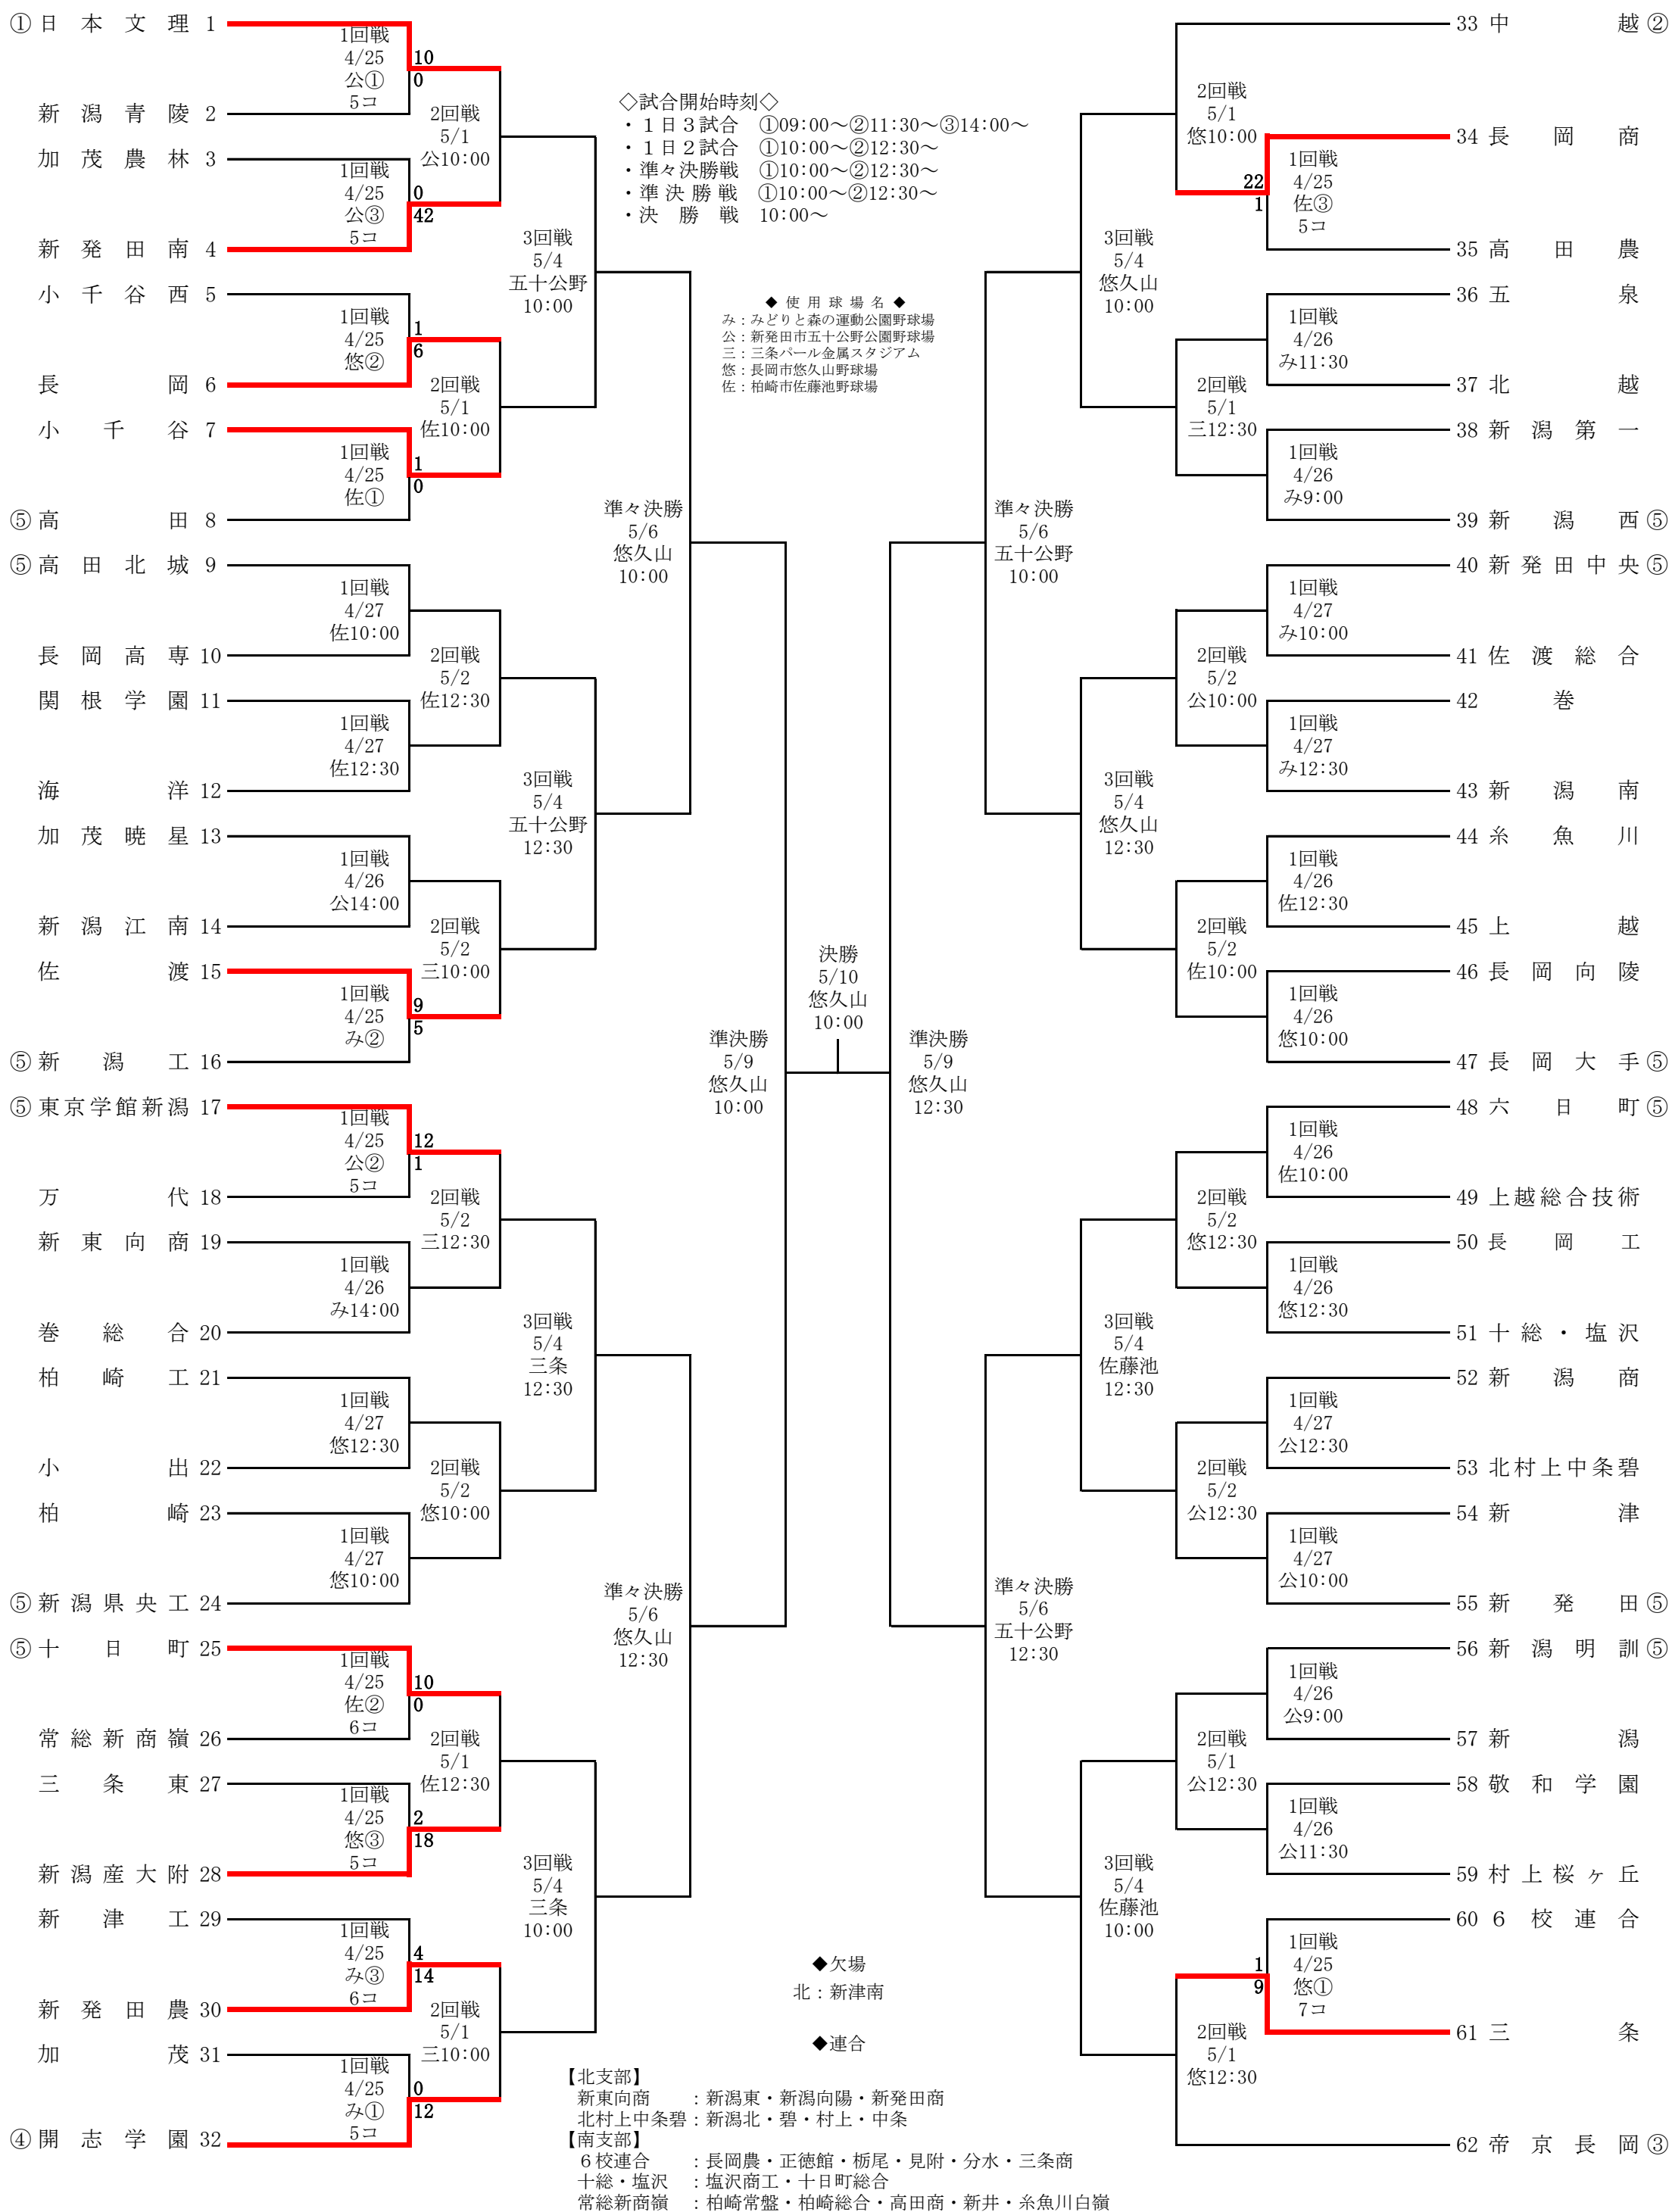 ①日本文理 1
1回戦
4/25
公①
5コ
10
0
新潟青陵 2
2回戦
5/1
公10:00
加茂農林 3
1回戦
4/25
公③
5コ
0
42
新発田南 4
3回戦
5/4
五十公野
10:00
小千谷西 5
1回戦
4/25
悠②
1
6
長岡 6
2回戦
5/1
佐10:00
小千谷 7
1回戦
4/25
佐①
1
0
⑤高田 8
準々決勝
5/6
悠久山
10:00
⑤高田北城 9
1回戦
4/27
佐10:00
長岡高専 10
2回戦
5/2
佐12:30
関根学園 11
1回戦
4/27
佐12:30
海洋 12
3回戦
5/4
五十公野
12:30
加茂暁星 13
1回戦
4/26
公14:00
新潟江南 14
2回戦
5/2
三10:00
佐渡 15
1回戦
4/25
み②
9
5
⑤新潟工 16
準決勝
5/9
悠久山
10:00
⑤東京学館新潟 17
1回戦
4/25
公②
5コ
12
1
万代 18
2回戦
5/2
三12:30
新東向商 19
1回戦
4/26
み14:00
巻総合 20
3回戦
5/4
三条
12:30
柏崎工 21
1回戦
4/27
悠12:30
小出 22
2回戦
5/2
悠10:00
柏崎 23
1回戦
4/27
悠10:00
⑤新潟県央工 24
準々決勝
5/6
悠久山
12:30
⑤十日町 25
1回戦
4/25
佐②
6コ
10
0
常総新商嶺 26
2回戦
5/1
佐12:30
三条東 27
1回戦
4/25
悠③
5コ
2
18
新潟産大附 28
3回戦
5/4
三条
10:00
新津工 29
1回戦
4/25
み③
6コ
4
14
新発田農 30
2回戦
5/1
三10:00
加茂 31
1回戦
4/25
み①
5コ
0
12
④開志学園 32
◇試合開始時刻◇
・1日3試合 ①09:00～②11:30～③14:00～
・1日2試合 ①10:00～②12:30～
・準々決勝戦 ①10:00～②12:30～
・準決勝戦 ①10:00～②12:30～
・決勝戦 10:00～
◆使用球場名◆
み：みどりと森の運動公園野球場
公：新発田市五十公野公園野球場
三：三条パール金属スタジアム
悠：長岡市悠久山野球場
佐：柏崎市佐藤池野球場
決勝
5/10
悠久山
10:00
33 中越②
2回戦
5/1
悠10:00
34 長岡商
1回戦
4/25
佐③
5コ
22
1
35 高田農
3回戦
5/4
悠久山
10:00
36 五泉
1回戦
4/26
み11:30
37 北越
2回戦
5/1
三12:30
38 新潟第一
1回戦
4/26
み9:00
39 新潟西⑤
準々決勝
5/6
五十公野
10:00
40 新発田中央⑤
1回戦
4/27
み10:00
41 佐渡総合
2回戦
5/2
公10:00
42 巻
1回戦
4/27
み12:30
43 新潟南
3回戦
5/4
悠久山
12:30
44 糸魚川
1回戦
4/26
佐12:30
45 上越
2回戦
5/2
佐10:00
46 長岡向陵
1回戦
4/26
悠10:00
47 長岡大手⑤
準決勝
5/9
悠久山
12:30
48 六日町⑤
1回戦
4/26
佐10:00
49 上越総合技術
2回戦
5/2
悠12:30
50 長岡工
1回戦
4/26
悠12:30
51 十総・塩沢
3回戦
5/4
佐藤池
12:30
52 新潟商
1回戦
4/27
公12:30
53 北村上中条碧
2回戦
5/2
公12:30
54 新津
1回戦
4/27
公10:00
55 新発田⑤
準々決勝
5/6
五十公野
12:30
56 新潟明訓⑤
1回戦
4/26
公9:00
57 新潟
2回戦
5/1
公12:30
58 敬和学園
1回戦
4/26
公11:30
59 村上桜ヶ丘
3回戦
5/4
佐藤池
10:00
60 6校連合
1回戦
4/25
悠①
7コ
1
9
61 三条
2回戦
5/1
悠12:30
62 帝京長岡③
◆欠場
北：新津南
◆連合
【北支部】
新東向商 ：新潟東・新潟向陽・新発田商
北村上中条碧：新潟北・碧・村上・中条
【南支部】
６校連合 ：長岡農・正徳館・栃尾・見附・分水・三条商
十総・塩沢 ：塩沢商工・十日町総合
常総新商嶺 ：柏崎常盤・柏崎総合・高田商・新井・糸魚川白嶺